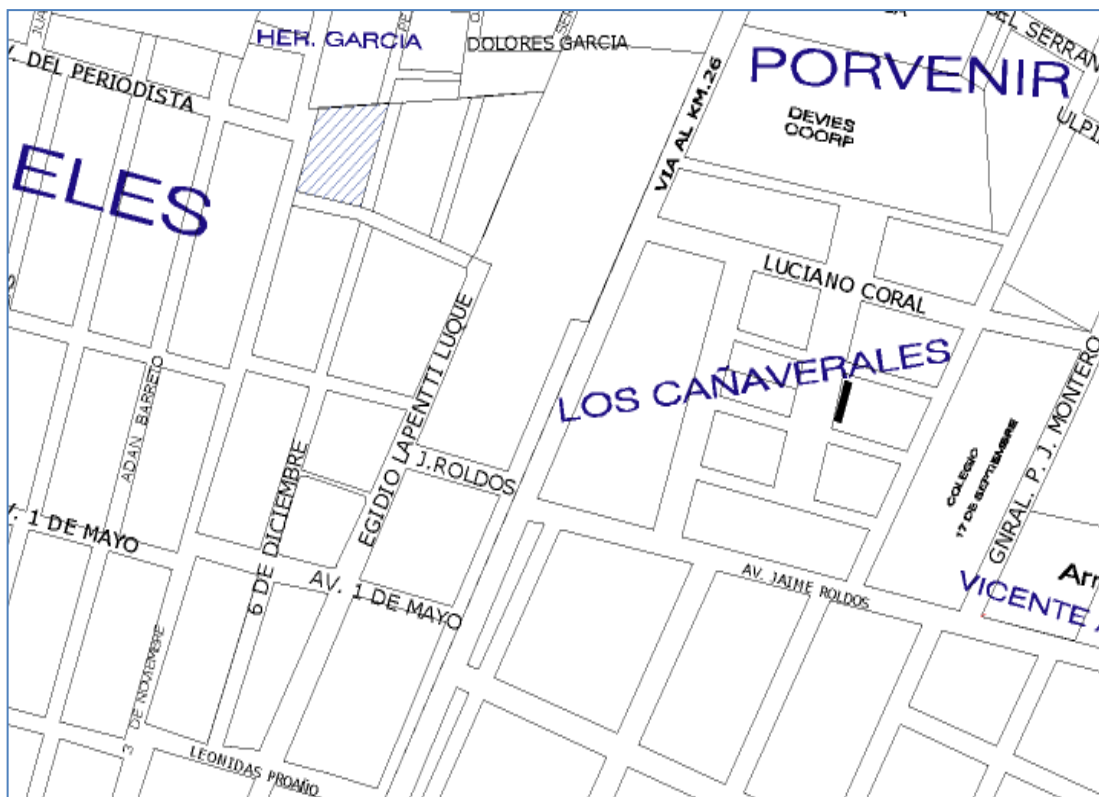 HER. GARCIA
DOLORES GARCIA
DEL SERRAN
PORVENIR
DEVIES
COORP
VIA AL KM.26
. DEL PERIODISTA
ELES
LUCIANO CORAL
LOS CAÑAVERALES
EGIDIO LAPENTTI LUQUE
ADAN BARRETO
J.ROLDOS
6 DE DICIEMBRE
COLEGIO
17 DE SEPTIEMBRE
GNRAL. P. J. MONTERO
. 1 DE MAYO
AV. 1 DE MAYO
AV. JAIME ROLDOS
VICENTE
3 DE NOVIEMBRE
LEONIDAS PROAÑO